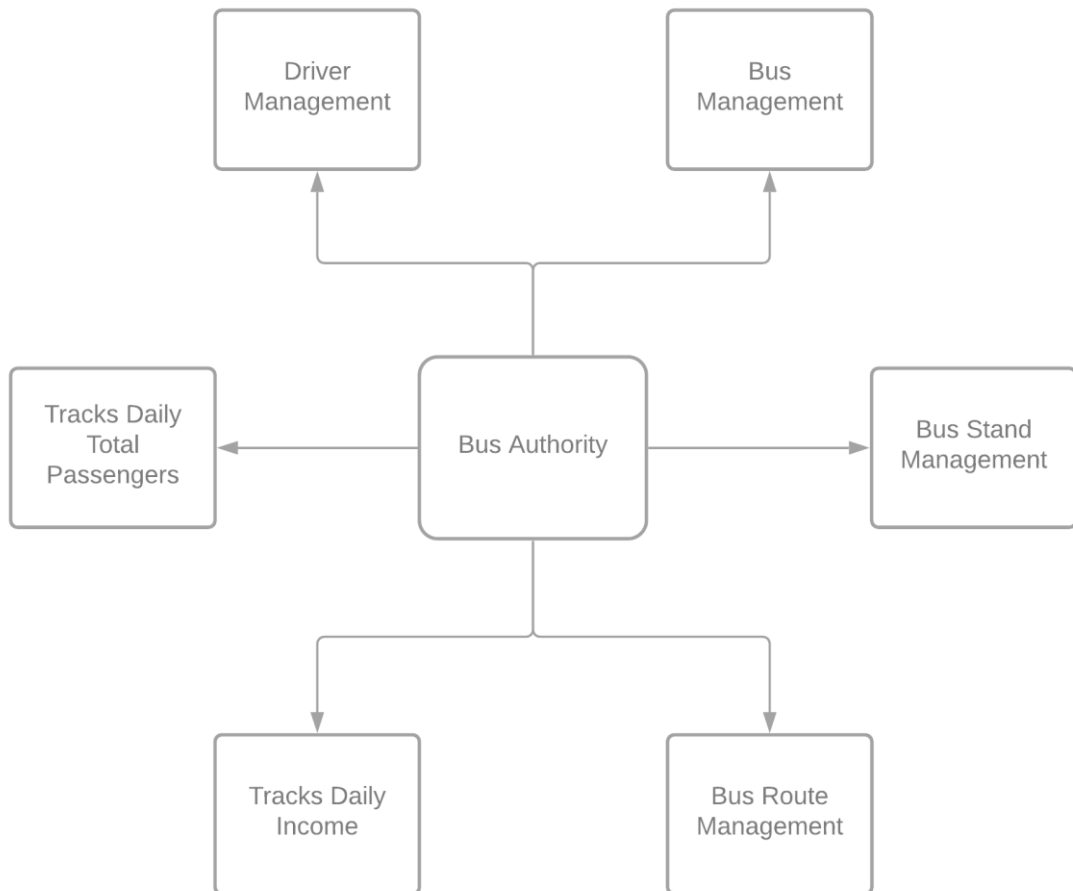 Driver
Management
Bus
Management
Tracks Daily
Total
Passengers
Bus Authority
Bus Stand
Management
Tracks Daily
Income
Bus Route
Management